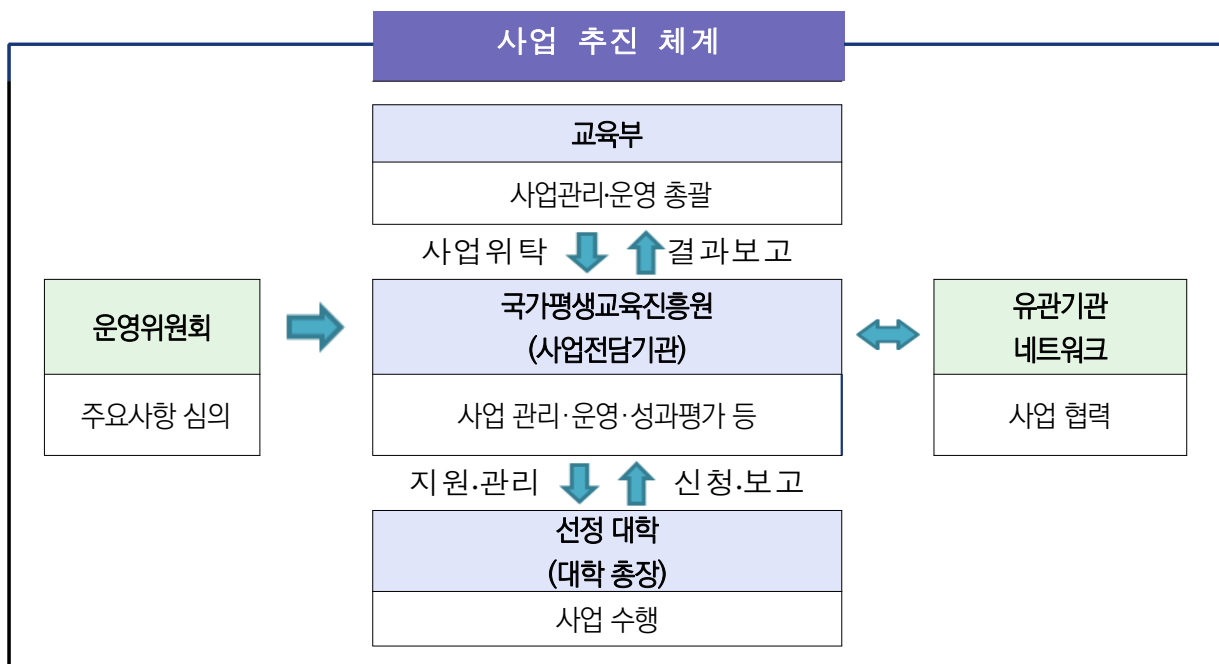 사업 추진 체계
교육부
사업관리·운영 총괄
사업위탁
결과보고
운영위원회
주요사항 심의
국가평생교육진흥원
(사업전담기관)
사업 관리·운영·성과평가 등
유관기관
네트워크
사업 협력
지원·관리
신청·보고
선정 대학
(대학 총장)
사업 수행